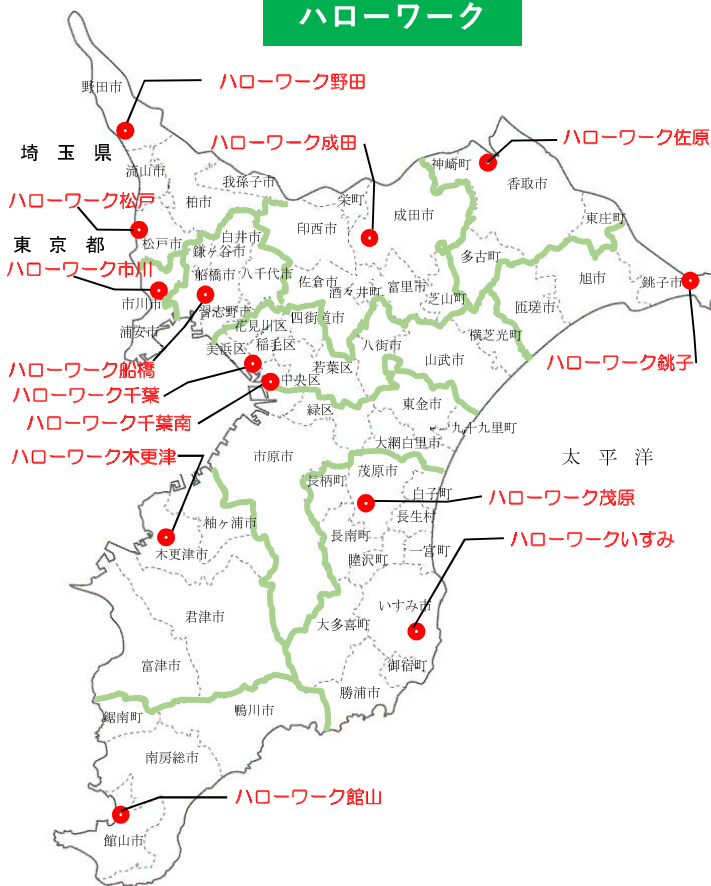 ハローワーク
野田市
ハローワーク野田
埼玉県
流山市
我孫子市
柏市
ハローワーク成田
神崎町
ハローワーク佐原
香取市
栄町
成田市
印西市
東庄町
ハローワーク松戸
東京都
松戸市
白井市
鎌ヶ谷市
多古町
ハローワーク市川
船橋市
八千代市
佐倉市
酒々井町
富里市
芝山町
匝瑳市
旭市
銚子市
市川市
習志野市
浦安市
花見川区
四街道市
美浜区
稲毛区
八街市
横芝光町
山武市
若葉区
ハローワーク船橋
ハローワーク銚子
ハローワーク千葉
中央区
緑区
東金市
ハローワーク千葉南
九十九里町
大網白里市
ハローワーク木更津
市原市
太平洋
茂原市
長柄町
白子町
ハローワーク茂原
長生村
袖ヶ浦市
長南町
木更津市
一宮町
睦沢町
ハローワークいすみ
いすみ市
君津市
大多喜町
富津市
御宿町
勝浦市
鴨川市
鋸南町
南房総市
ハローワーク館山
館山市